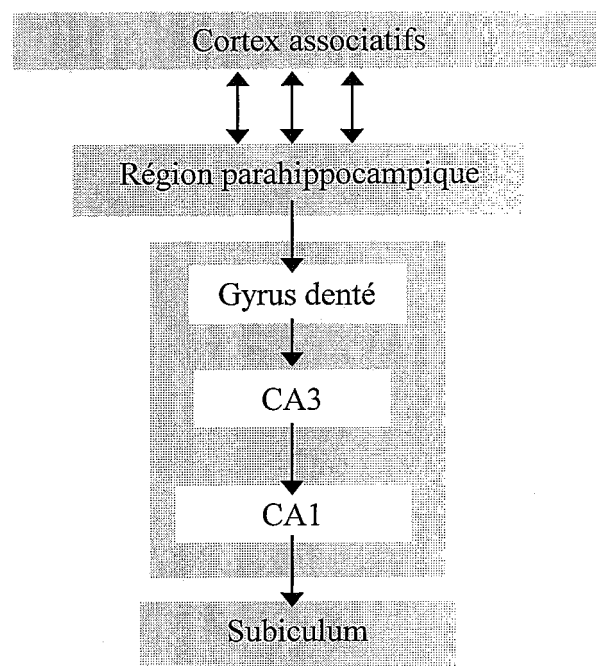 Cortex associatifs
Région parahippocampique
Gyrus denté
CA3
CA1
Subiculum